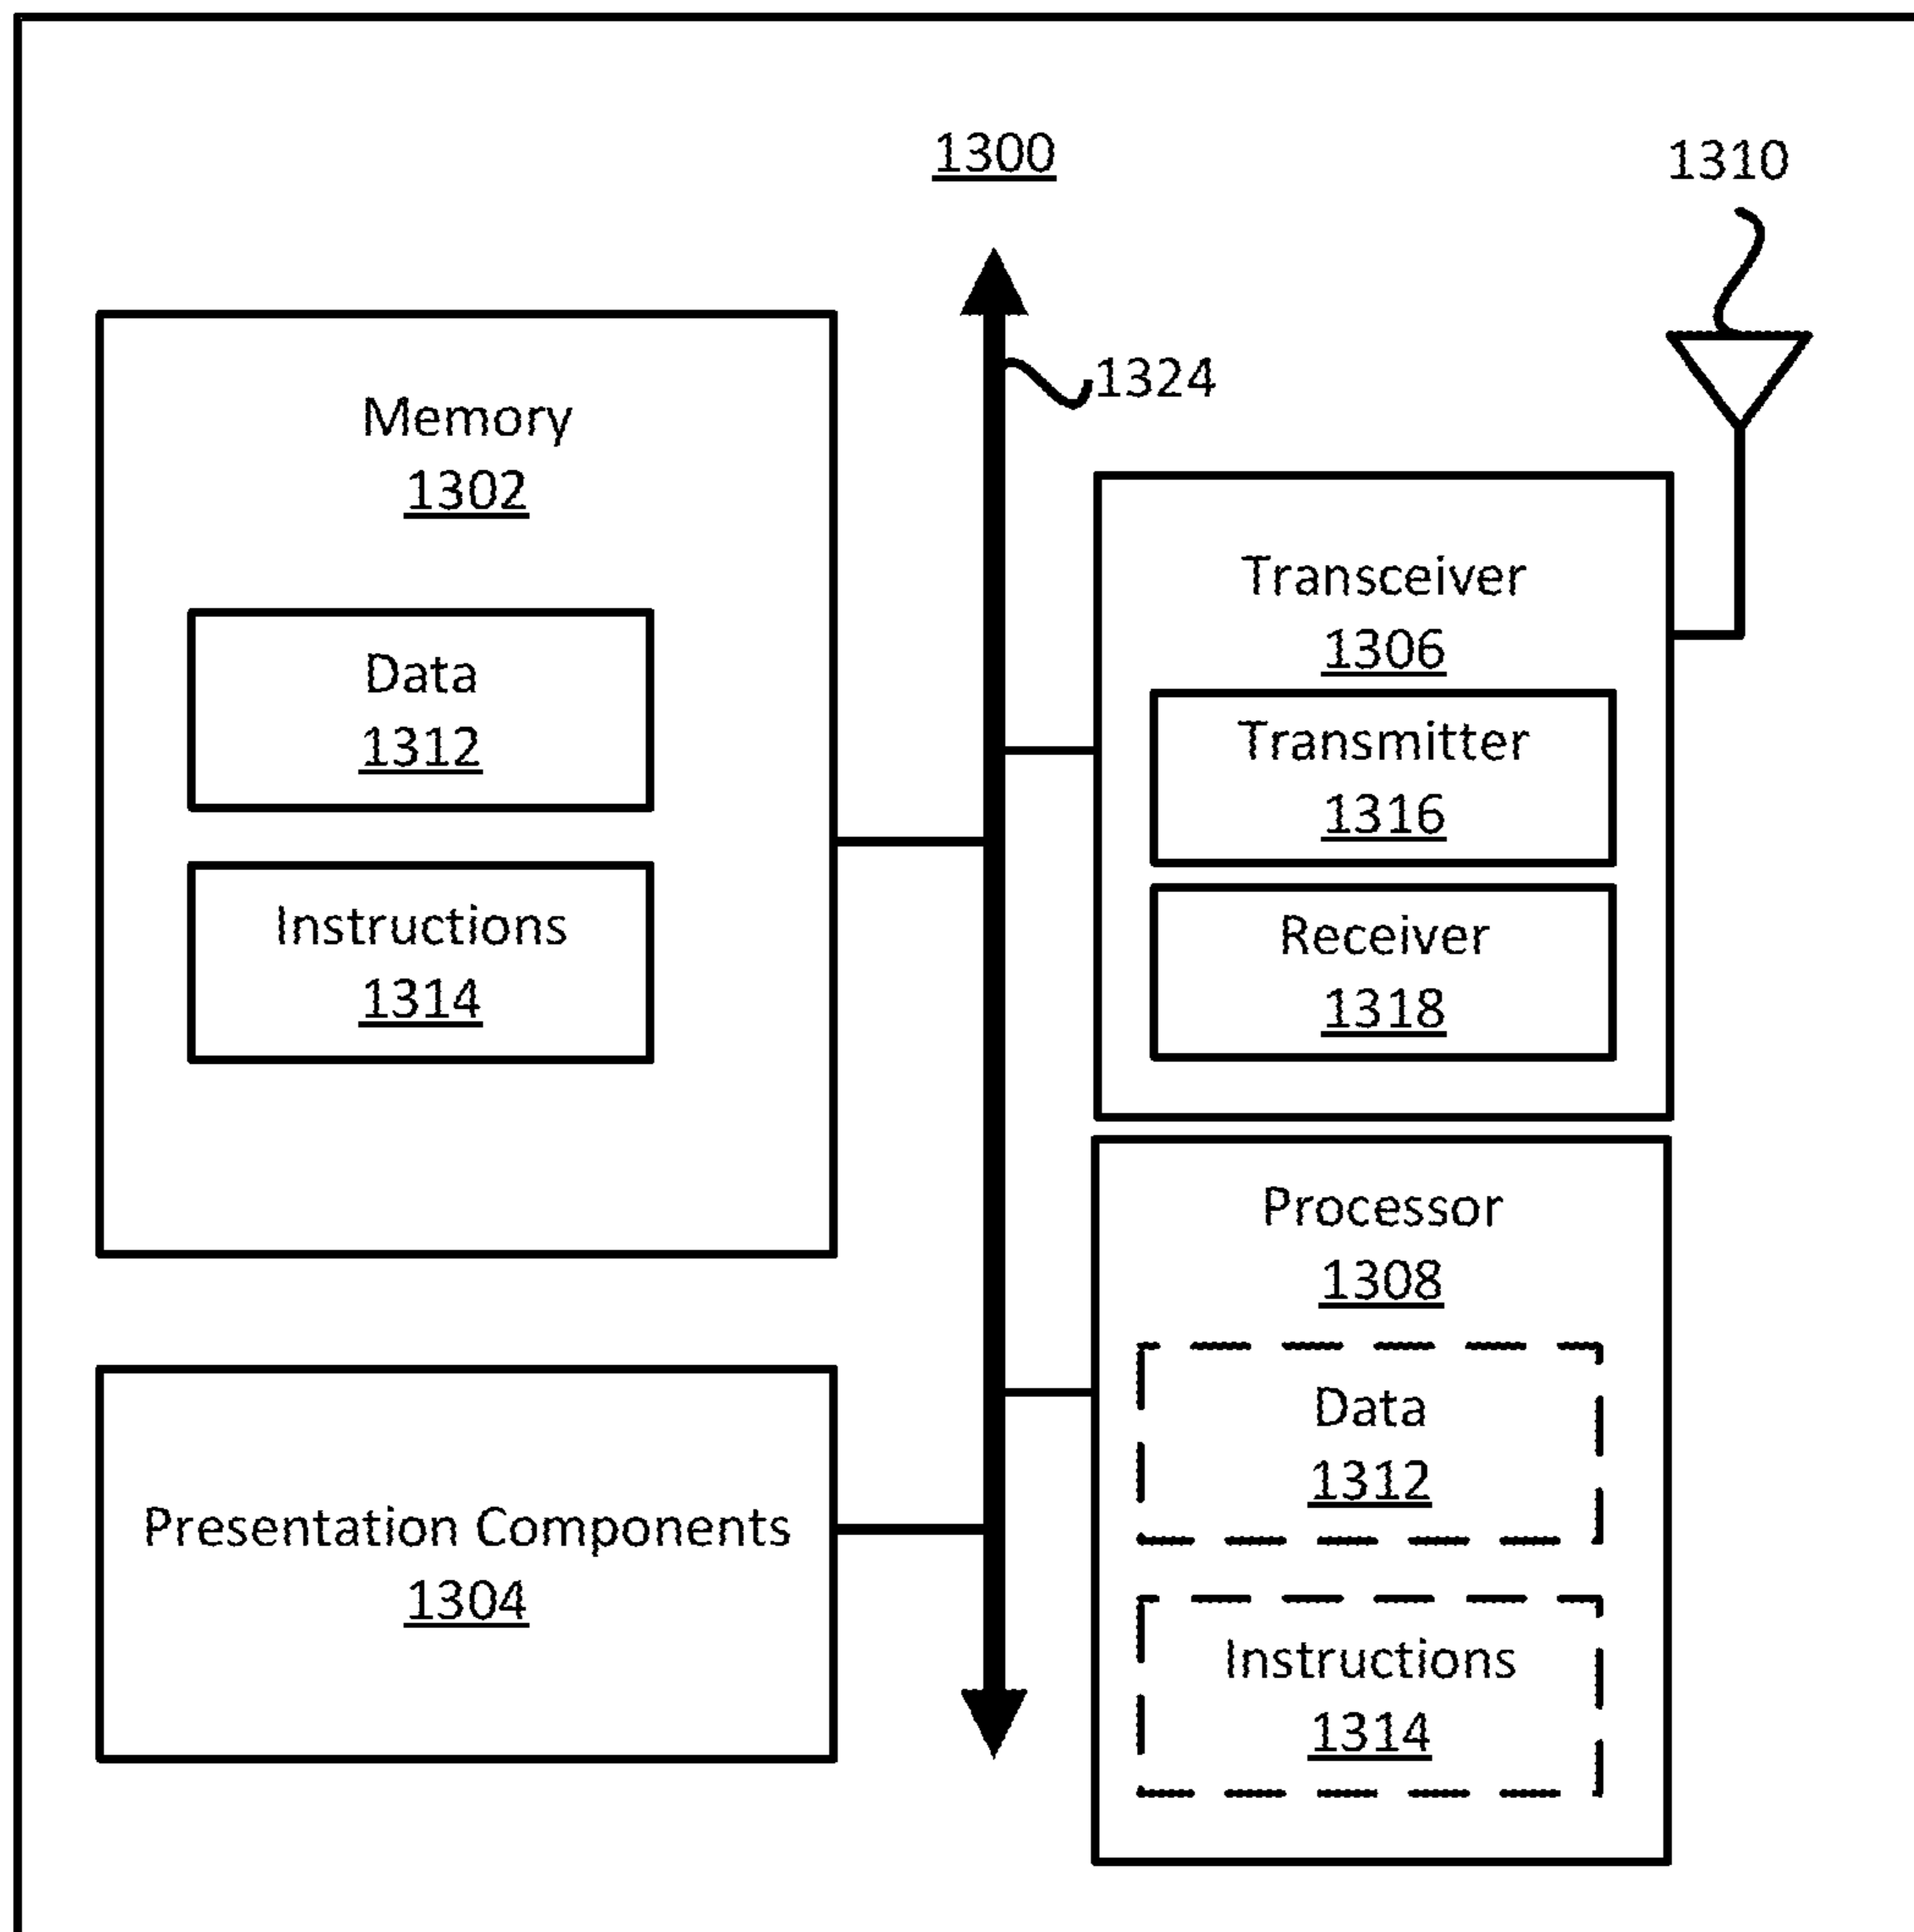 1300
1310
1324
Memory
1302
Data
1312
Instructions
1314
Presentation Components
1304
Transceiver
1306
Transmitter
1316
Receiver
1318
Processor
1308
Data
1312
Instructions
1314